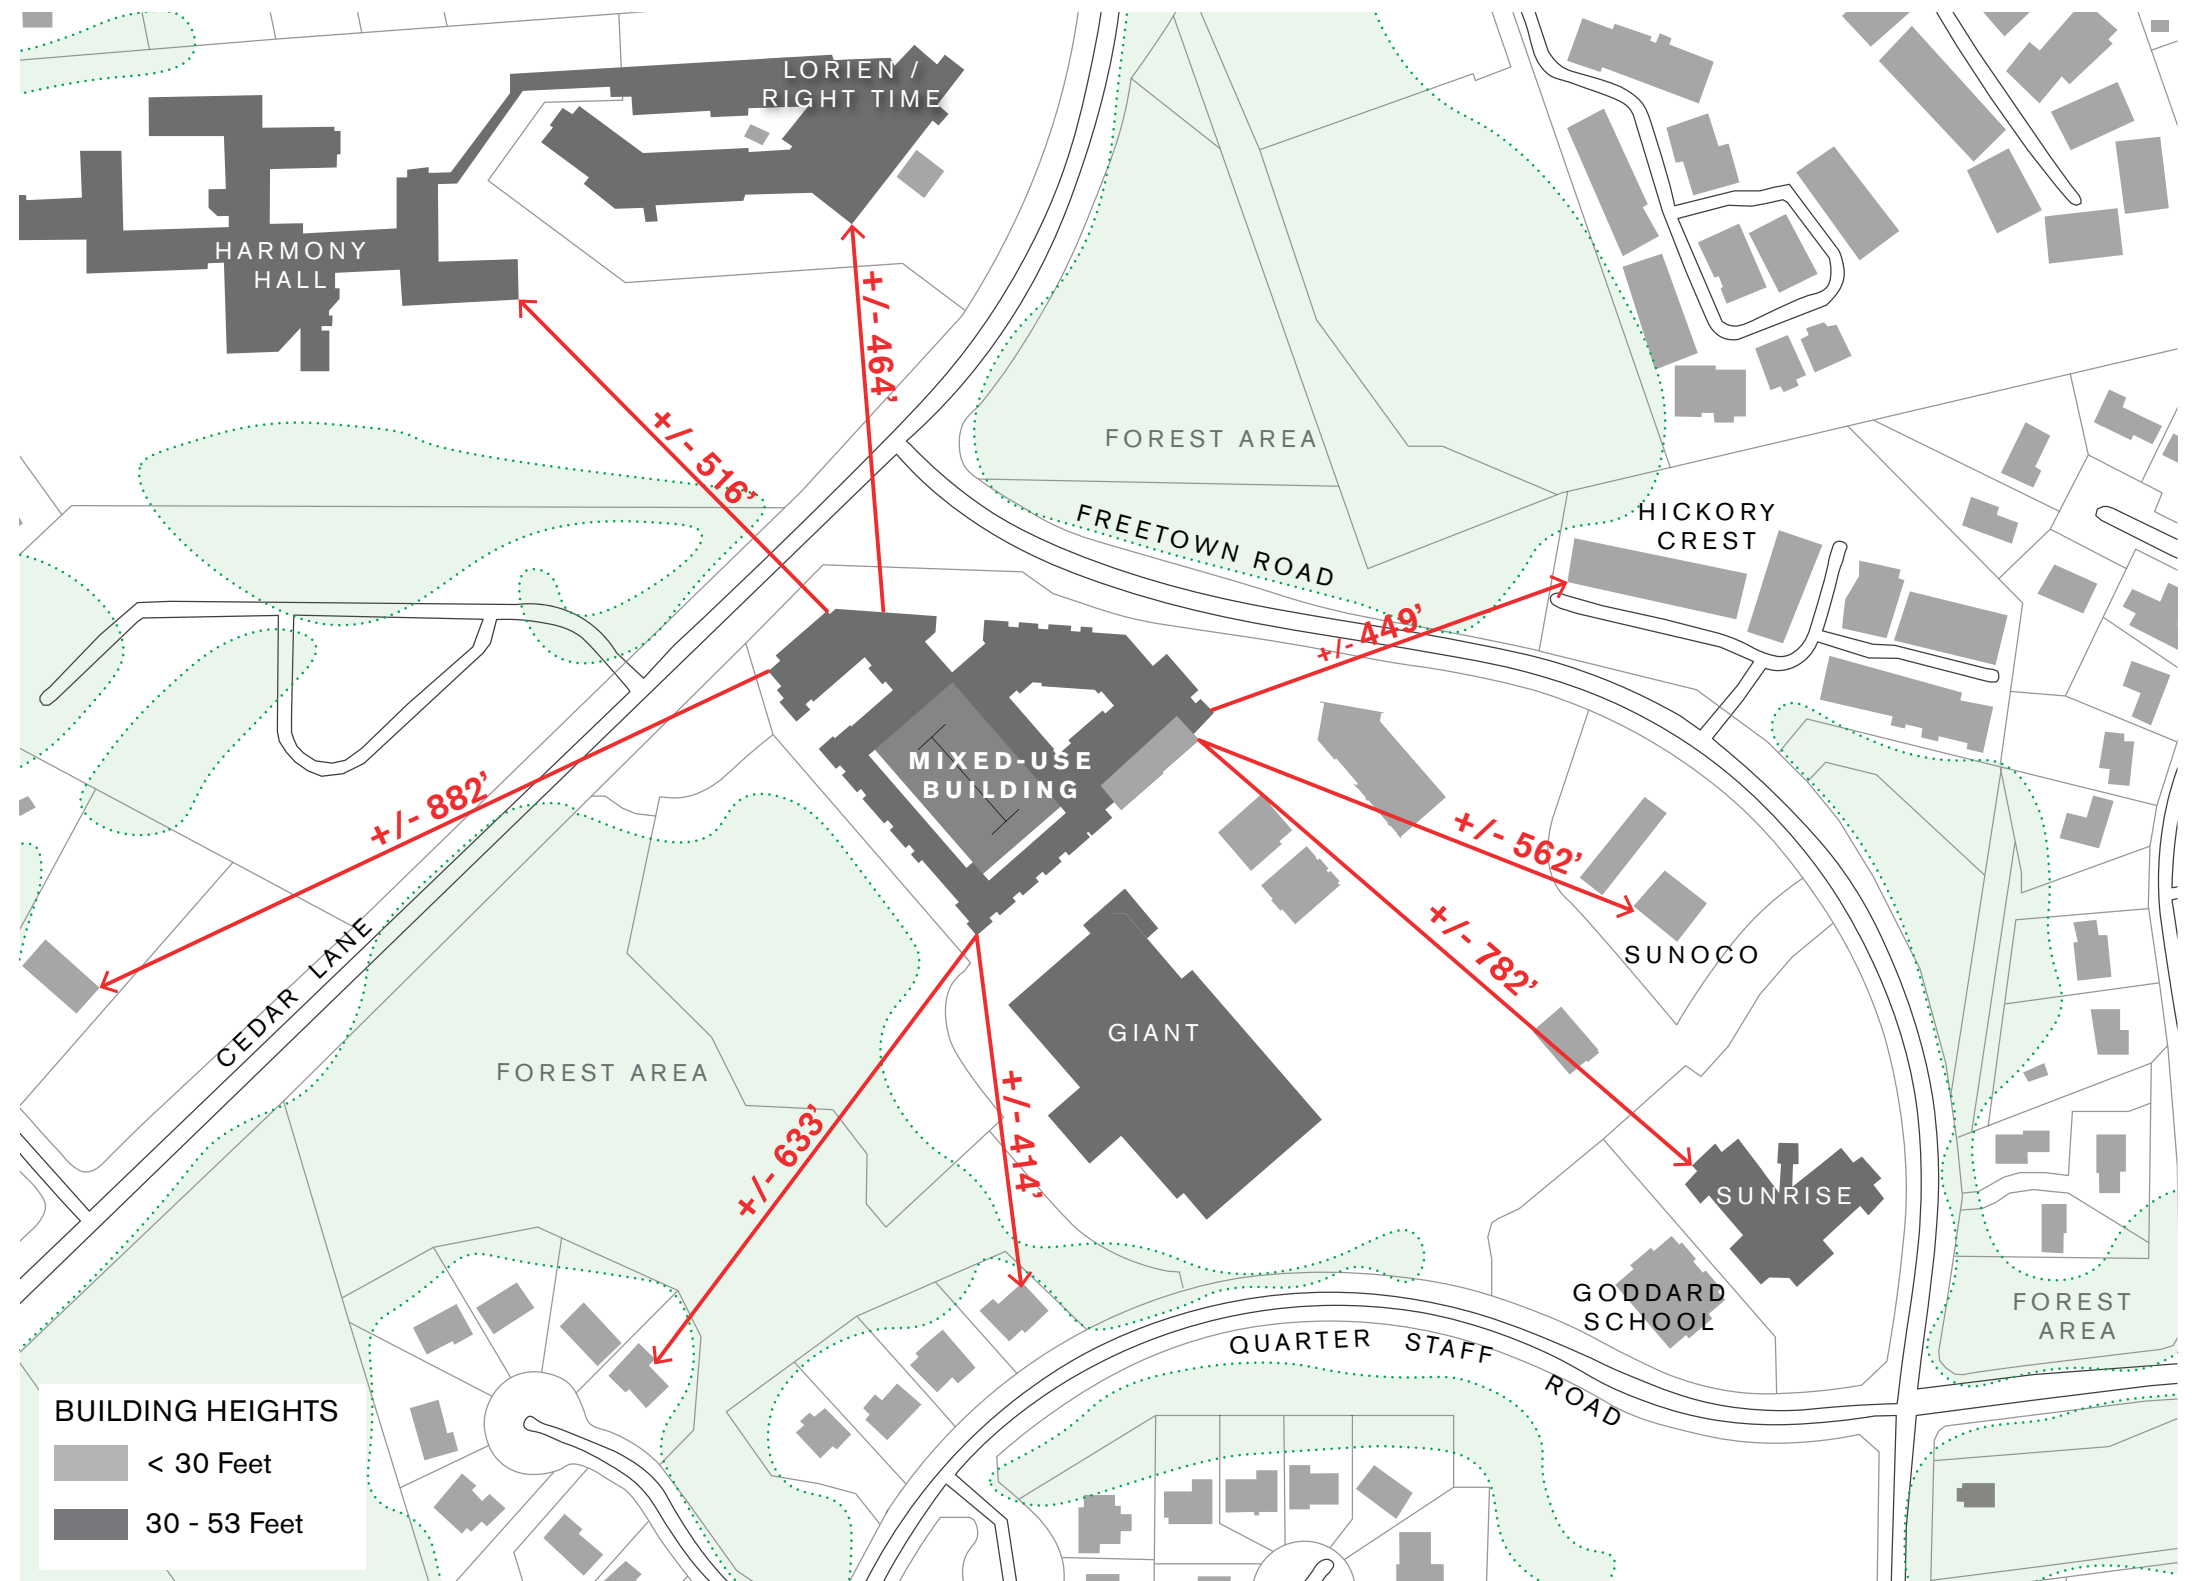 LORIEN /
RIGHT TIME
HARMONY
HALL
+/- 464’
+/- 516’
FOREST AREA
FREETOWN ROAD
HICKORY
CREST
+/- 449’
MIXED-USE
BUILDING
+/- 882’
+/- 562’
+/- 782’
SUNOCO
CEDAR LANE
GIANT
FOREST AREA
+/- 633’
+/- 414’
SUNRISE
GODDARD
SCHOOL
FOREST
AREA
QUARTER STAFF ROAD
BUILDING HEIGHTS
< 30 Feet
30 - 53 Feet